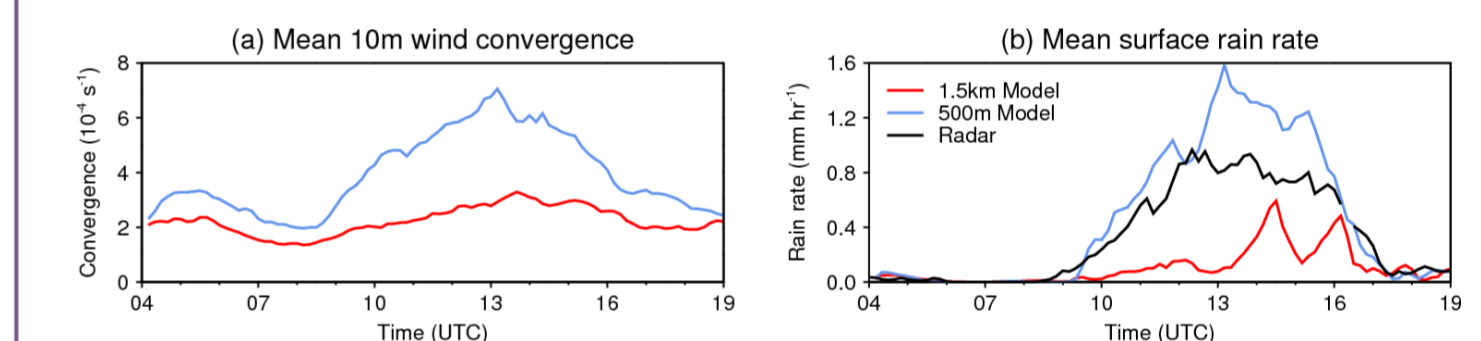 (a) Mean 10m wind convergence
8
6
4
2
0
Convergence (10⁻⁴ s⁻¹)
04 07 10 13 16 19
Time (UTC)
(b) Mean surface rain rate
1.6
1.2
0.8
0.4
0.0
Rain rate (mm hr⁻¹)
1.5km Model
500m Model
Radar
04 07 10 13 16 19
Time (UTC)